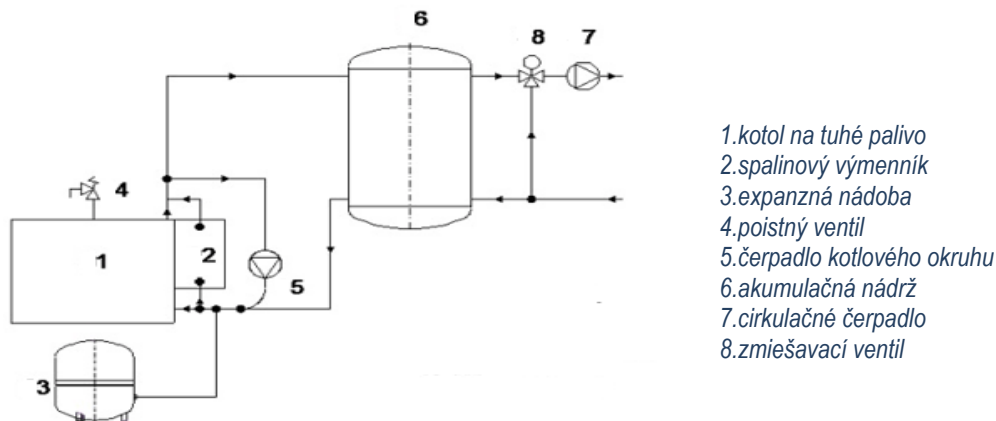 6
8
7
4
1
2
5
3
1.kotol na tuhé palivo
2.spalinový výmenník
3.expanzná nádoba
4.poistný ventil
5.čerpadlo kotlového okruhu
6.akumulačná nádrž
7.cirkulačné čerpadlo
8.zmiešavací ventil